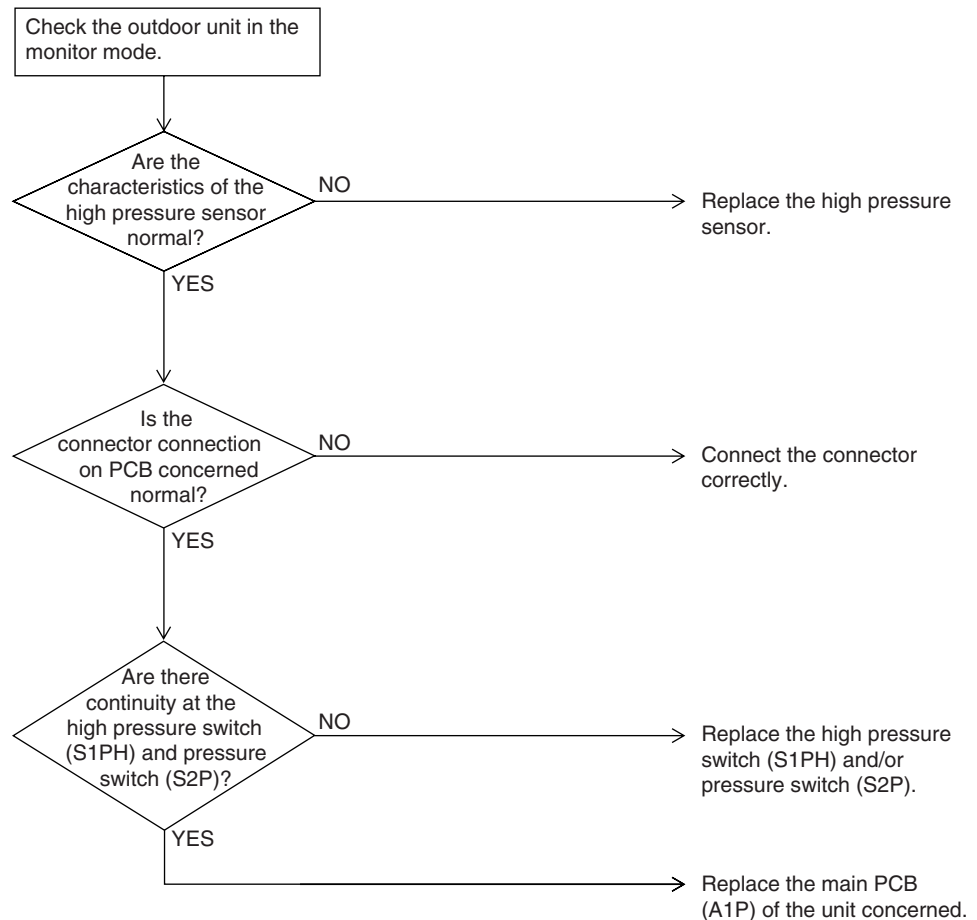 Check the outdoor unit in the
monitor mode.
Are the
characteristics of the
high pressure sensor
normal?
NO
Replace the high pressure
sensor.
YES
Is the
connector connection
on PCB concerned
normal?
NO
Connect the connector
correctly.
YES
Are there
continuity at the
high pressure switch
(S1PH) and pressure
switch (S2P)?
NO
Replace the high pressure
switch (S1PH) and/or
pressure switch (S2P).
YES
Replace the main PCB
(A1P) of the unit concerned.